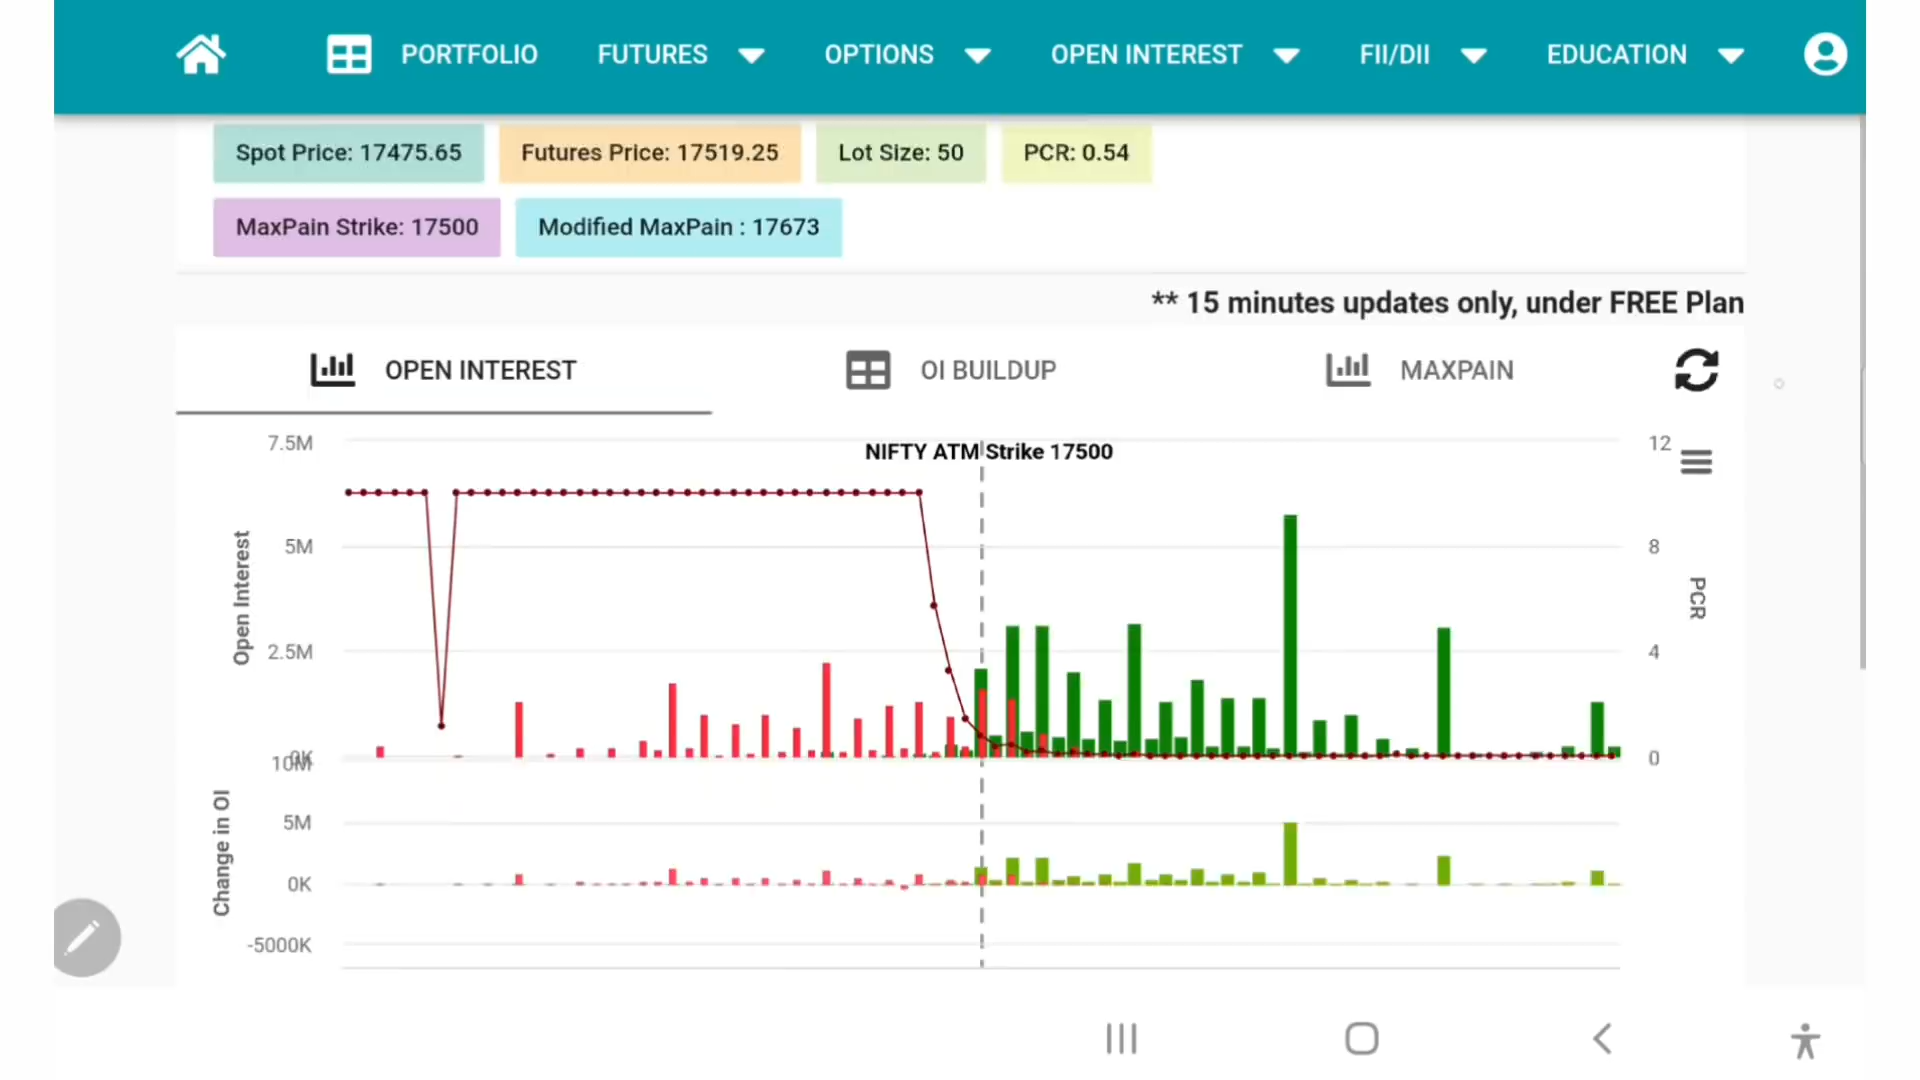 PORTFOLIO FUTURES OPTIONS OPEN INTEREST FII/DII EDUCATION
Spot Price: 17475.65 Futures Price: 17519.25 Lot Size: 50 PCR: 0.54
MaxPain Strike: 17500 Modified MaxPain : 17673
** 15 minutes updates only, under FREE Plan
OPEN INTEREST OI BUILDUP MAXPAIN
NIFTY ATM Strike 17500
7.5M
5M
2.5M
0K
Open Interest
12
8
4
0
PCR
10M
5M
0K
-5000K
Change in OI